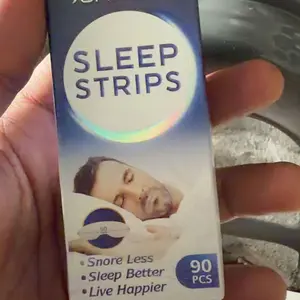 SLEEP
STRIPS
• Snore Less
• Sleep Better
• Live Happier
90
PCS